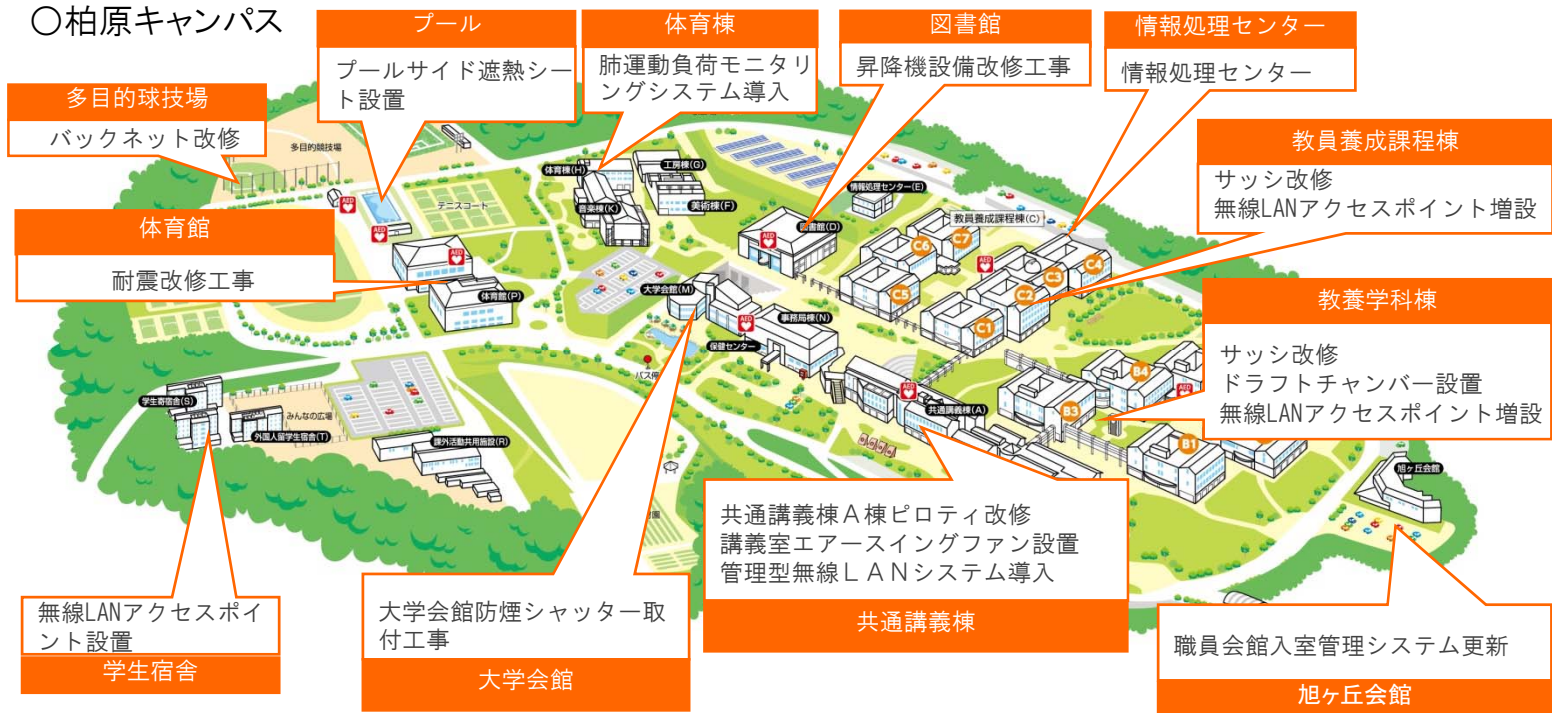 〇柏原キャンパス
プール
プールサイド遮熱シー
ト設置
体育棟
肺運動負荷モニタリ
ングシステム導入
図書館
昇降機設備改修工事
情報処理センター
情報処理センター
多目的球技場
バックネット改修
教員養成課程棟
サッシ改修
無線LANアクセスポイント増設
体育館
耐震改修工事
教養学科棟
サッシ改修
ドラフトチャンバー設置
無線LANアクセスポイント増設
多目的競技場
テニスコート
体育棟(H)
工房棟(G)
音楽棟(K)
美術棟(F)
情報処理センター(E)
教員養成課程棟(C)
図書館(D)
AED
AED
AED
AED
AED
AED
AED
AED
C6
C7
C5
C4
C3
C2
C1
体育館(P)
大学会館(M)
事務局棟(N)
保健センター
バス停
共通講義棟(A)
B4
B3
B1
学生寄宿舎(S)
みんなの広場
外国人留学生宿舎(T)
課外活動共用施設(R)
旭ヶ丘会館
無線LANアクセスポイ
ント設置
学生宿舎
大学会館防煙シャッター取
付工事
大学会館
共通講義棟A棟ピロティ改修
講義室エアースイングファン設置
管理型無線LANシステム導入
共通講義棟
職員会館入室管理システム更新
旭ヶ丘会館